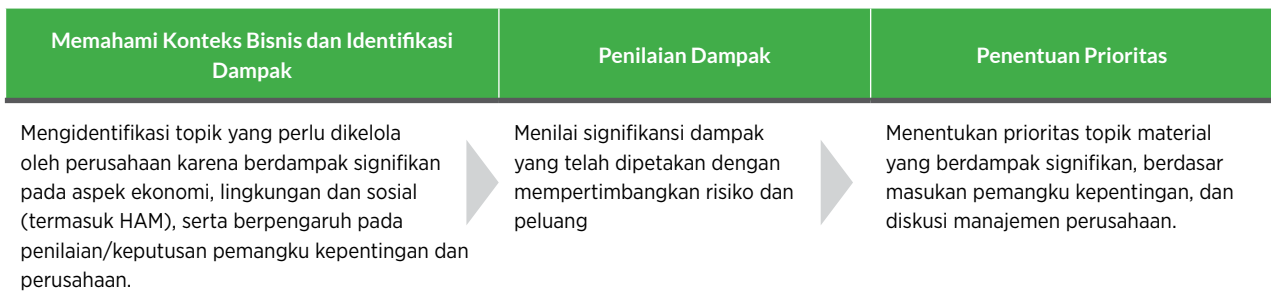 Memahami Konteks Bisnis dan Identifikasi
Dampak
Penilaian Dampak
Penentuan Prioritas
Mengidentifikasi topik yang perlu dikelola
oleh perusahaan karena berdampak signifikan
pada aspek ekonomi, lingkungan dan sosial
(termasuk HAM), serta berpengaruh pada
penilaian/keputusan pemangku kepentingan dan
perusahaan.
Menilai signifikansi dampak
yang telah dipetakan dengan
mempertimbangkan risiko dan
peluang
Menentukan prioritas topik material
yang berdampak signifikan, berdasar
masukan pemangku kepentingan, dan
diskusi manajemen perusahaan.